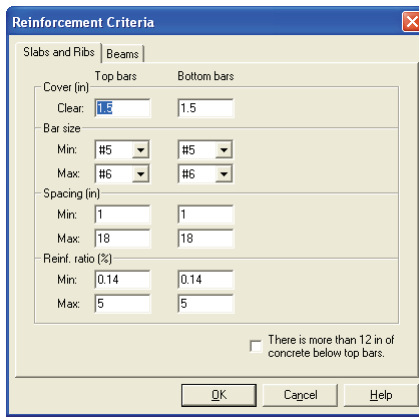 Reinforcement Criteria
Slabs and Ribs Beams
Top bars Bottom bars
Cover (in)
Clear: 1.5 1.5
Bar size
Min: #5 #5
Max: #6 #6
Spacing (in)
Min: 1 1
Max: 18 18
Reinf. ratio (%)
Min: 0.14 0.14
Max: 5 5
There is more than 12 in of
concrete below top bars.
OK Cancel Help